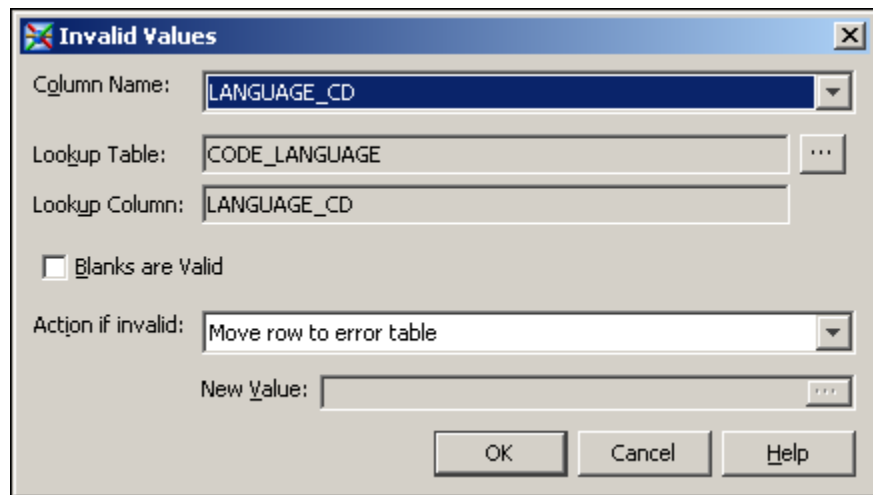 Invalid Values
Column Name: LANGUAGE_CD
Lookup Table: CODE_LANGUAGE ...
Lookup Column: LANGUAGE_CD
Blanks are Valid
Action if invalid: Move row to error table
New Value: ...
OK Cancel Help